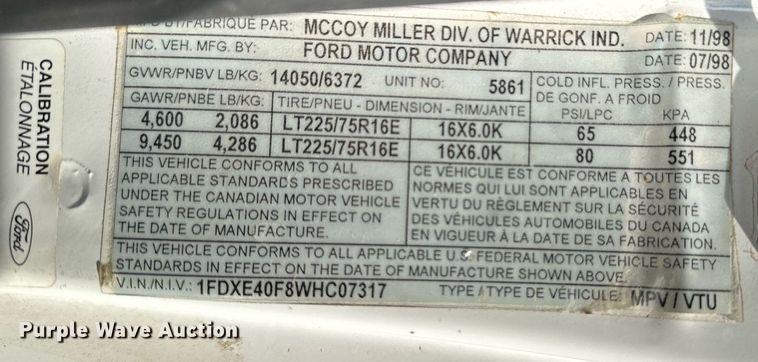 CALIBRATION
ÉTALONNAGE
Ford
BY/FABRIQUÉ PAR: MCCOY MILLER DIV. OF WARRICK IND. DATE: 11/98
INC. VEH. MFG. BY: FORD MOTOR COMPANY DATE: 07/98
GVWR/PNBV LB/KG: 14050/6372 UNIT NO: 5861 COLD INFL. PRESS. / PRESS.
DE GONF. A FROID
GAWR/PNBE LB/KG: TIRE/PNEU - DIMENSION - RIM/JANTE PSI/LPC KPA
4,600 2,086 LT225/75R16E 16X6.0K 65 448
9,450 4,286 LT225/75R16E 16X6.0K 80 551
THIS VEHICLE CONFORMS TO ALL
APPLICABLE STANDARDS PRESCRIBED
UNDER THE CANADIAN MOTOR VEHICLE
SAFETY REGULATIONS IN EFFECT ON
THE DATE OF MANUFACTURE.
CE VÉHICULE EST CONFORME A TOUTES LES
NORMES QUI LUI SONT APPLICABLES EN
VERTU DU RÈGLEMENT SUR LA SÉCURITÉ
DES VÉHICULES AUTOMOBILES DU CANADA
EN VIGUEUR À LA DATE DE SA FABRICATION.
THIS VEHICLE CONFORMS TO ALL APPLICABLE U.S. FEDERAL MOTOR VEHICLE SAFETY
STANDARDS IN EFFECT ON THE DATE OF MANUFACTURE SHOWN ABOVE.
V.I.N./N.I.V.: 1FDXE40F8WHC07317 TYPE / TYPE DE VÉHICULE: MPV / VTU
Purple Wave Auction